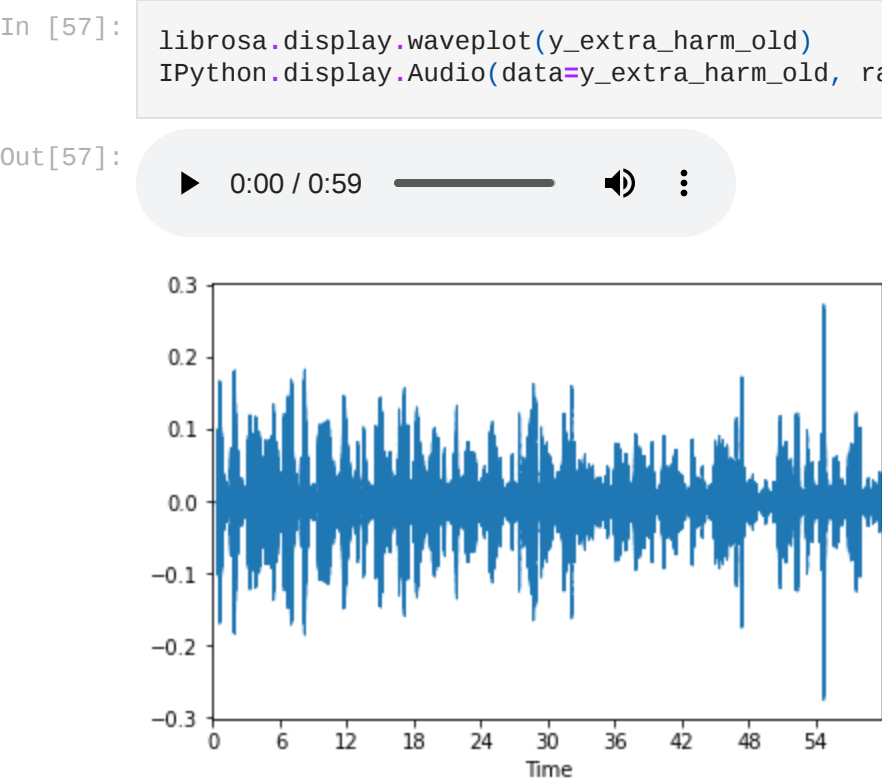 In [57]:
librosa.display.waveplot(y_extra_harm_old)
IPython.display.Audio(data=y_extra_harm_old, ra
Out[57]:
0:00 / 0:59
0.3
0.2
0.1
0.0
−0.1
−0.2
−0.3
0 6 12 18 24 30 36 42 48 54
Time